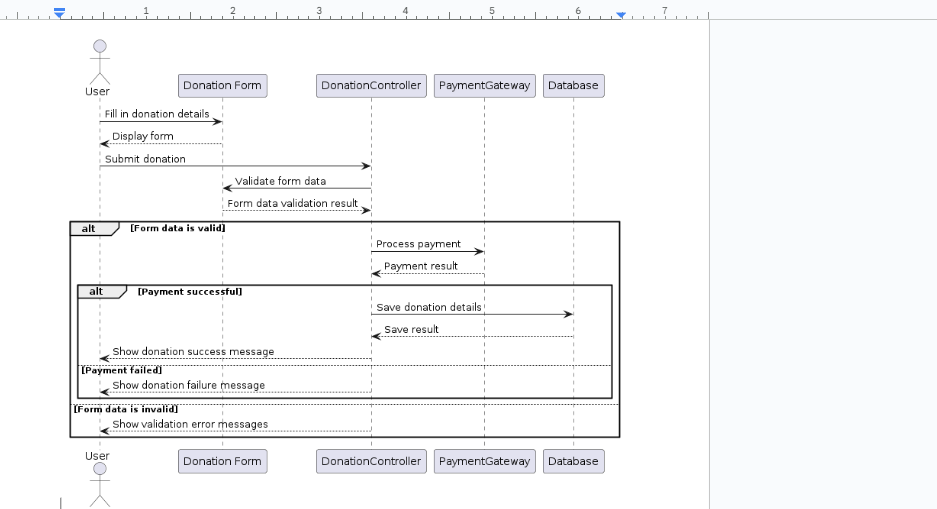 1 2 3 4 5 6 7
User
Donation Form DonationController PaymentGateway Database
Fill in donation details
Display form
Submit donation
Validate form data
Form data validation result
alt [Form data is valid]
Process payment
Payment result
alt [Payment successful]
Save donation details
Save result
Show donation success message
[Payment failed]
Show donation failure message
[Form data is invalid]
Show validation error messages
User
Donation Form DonationController PaymentGateway Database